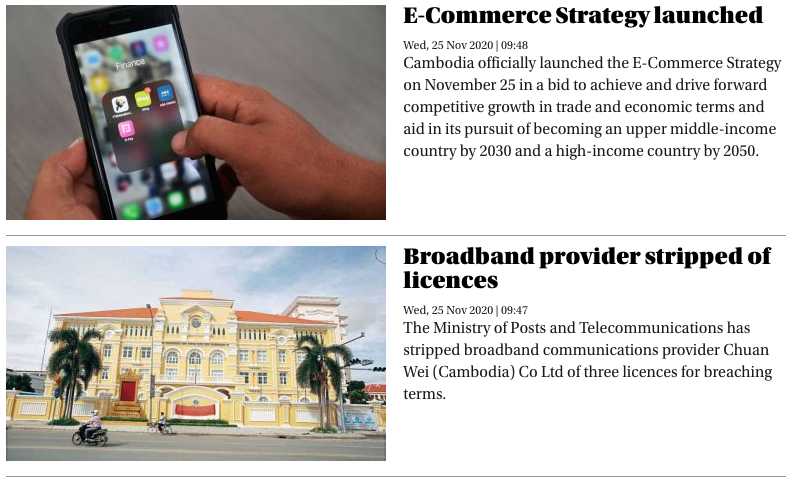 Finance
E-Commerce Strategy launched
Wed, 25 Nov 2020 | 09:48
Cambodia officially launched the E-Commerce Strategy
on November 25 in a bid to achieve and drive forward
competitive growth in trade and economic terms and
aid in its pursuit of becoming an upper middle-income
country by 2030 and a high-income country by 2050.
Broadband provider stripped of
licences
Wed, 25 Nov 2020 | 09:47
The Ministry of Posts and Telecommunications has
stripped broadband communications provider Chuan
Wei (Cambodia) Co Ltd of three licences for breaching
terms.